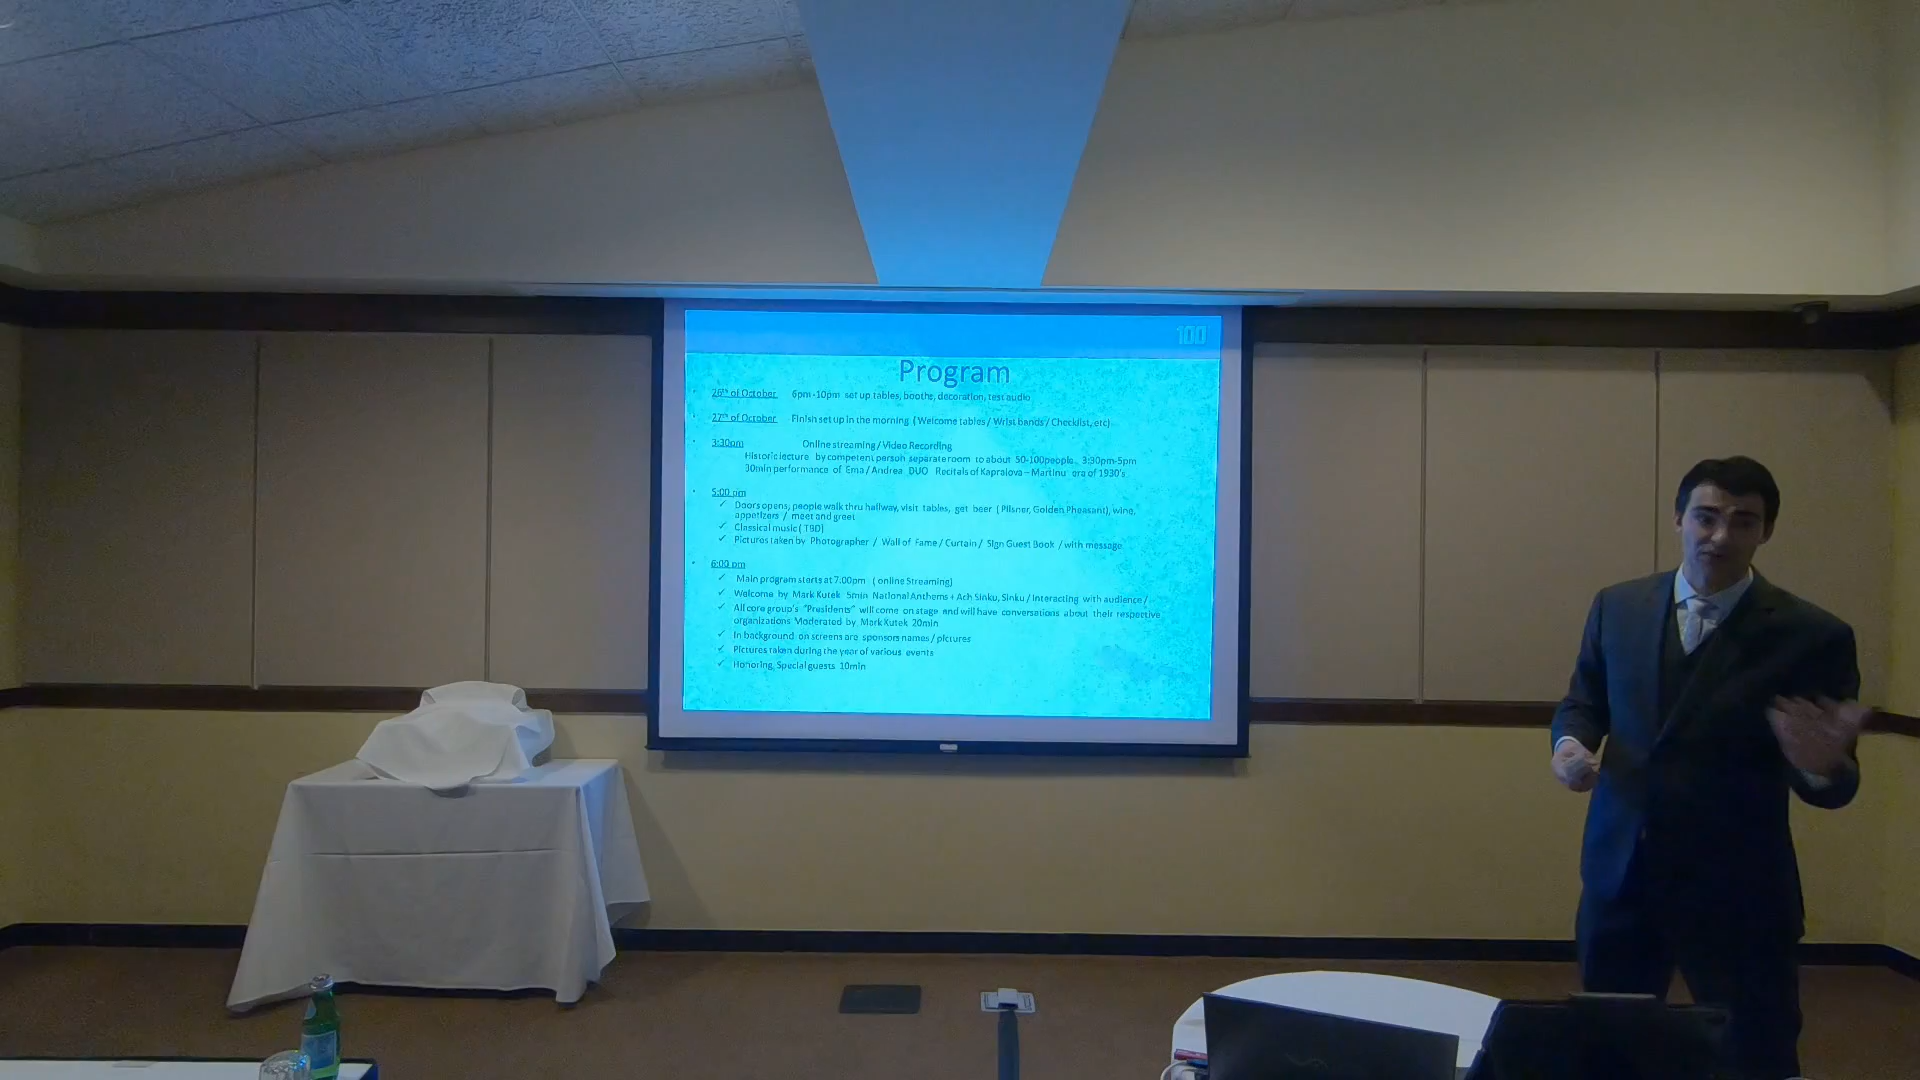 100
Program
26th of October 6pm-10pm set up tables, booths, decoration, test audio
27th of October Finish set up in the morning ( Welcome tables / Wrist bands / Checklist, etc)
3:30pm Online streaming / Video Recording
Historic lecture by competent person separate room to about 50-100people 3:30pm-5pm
30min performance of Ema / Andrea DUO Recitals of Kapralova – Martinu era of 1930's
5:00 pm
✓ Doors opens, people walk thru hallway, visit tables, get beer ( Pilsner, Golden Pheasant), wine,
appetizers / meet and greet
✓ Classical music ( TBD)
✓ Pictures taken by Photographer / Wall of Fame / Curtain / Sign Guest Book / with message
6:00 pm
✓ Main program starts at 7.00pm ( online Streaming)
✓ Welcome by Mark Kutek 5min National Anthems + Ach Sinku, Sinku / Interacting with audience /
✓ All core group's "Presidents" will come on stage and will have conversations about their respective
organizations Moderated by Mark Kutek 20min
✓ In background on screens are sponsors names / pictures
✓ Pictures taken during the year of various events
✓ Honoring Special guests 10min